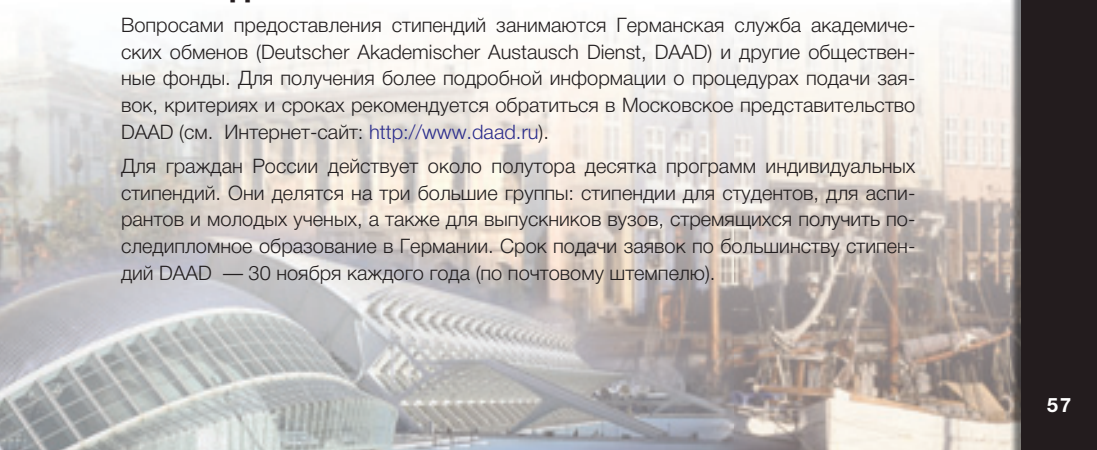 Вопросами предоставления стипендий занимаются Германская служба академиче-
ских обменов (Deutscher Akademischer Austausch Dienst, DAAD) и другие обществен-
ные фонды. Для получения более подробной информации о процедурах подачи зая-
вок, критериях и сроках рекомендуется обратиться в Московское представительство
DAAD (см. Интернет-сайт: http://www.daad.ru).
Для граждан России действует около полутора десятка программ индивидуальных
стипендий. Они делятся на три большие группы: стипендии для студентов, для аспи-
рантов и молодых ученых, а также для выпускников вузов, стремящихся получить по-
следипломное образование в Германии. Срок подачи заявок по большинству стипен-
дий DAAD — 30 ноября каждого года (по почтовому штемпелю).
57